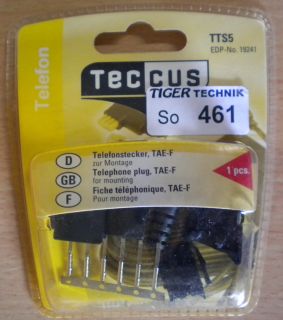 TTS5
EDP-No. 19241
Telefon
Teccus
TIGER TECHNIK
So 461
D
Telefonstecker, TAE-F
zur Montage
GB
Telephone plug, TAE-F
for mounting
F
Fiche téléphonique, TAE-F
Pour montage
1 pcs.